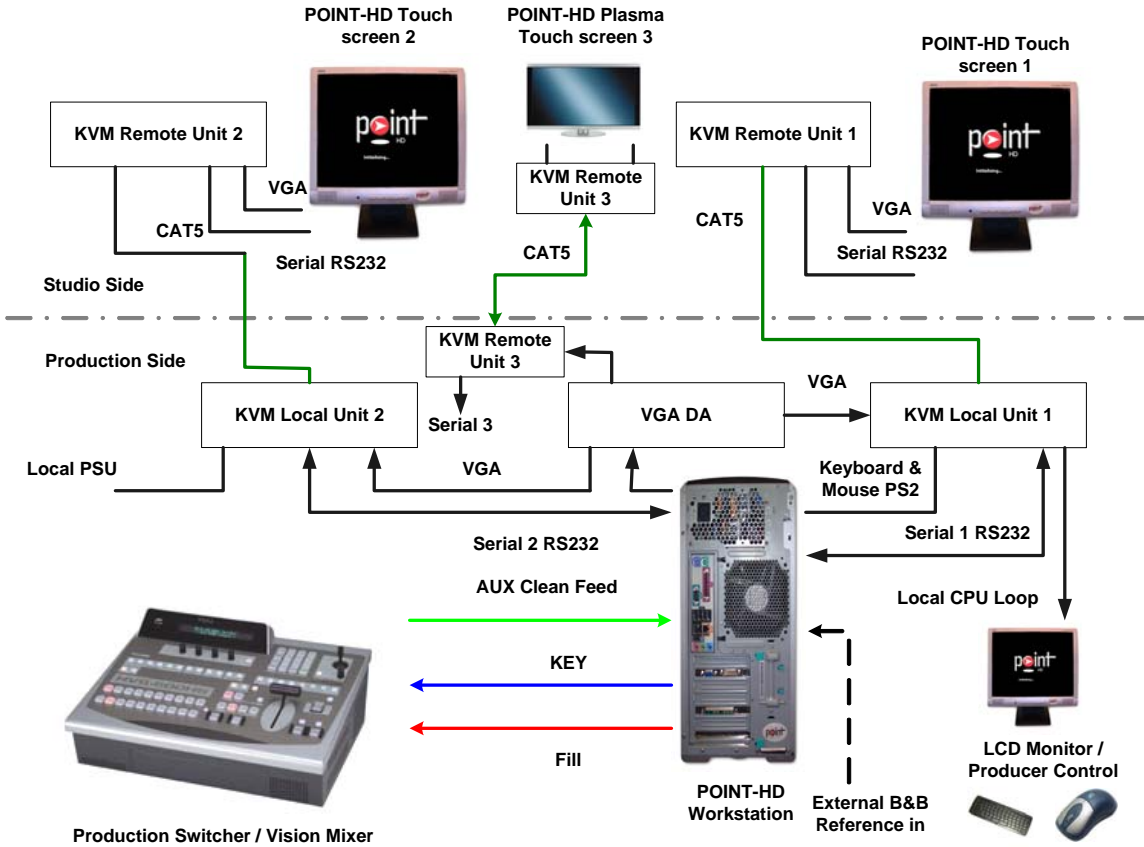 POINT-HD Touch
screen 2
POINT-HD Plasma
Touch screen 3
POINT-HD Touch
screen 1
KVM Remote Unit 2
point
HD
Initialising...
KVM Remote
Unit 3
KVM Remote Unit 1
point
HD
VGA
CAT5
Serial RS232
CAT5
CAT5
VGA
Serial RS232
Studio Side
Production Side
KVM Remote
Unit 3
Serial 3
KVM Local Unit 2
VGA DA
VGA
KVM Local Unit 1
Local PSU
VGA
Keyboard &
Mouse PS2
Serial 2 RS232
Serial 1 RS232
AUX Clean Feed
Local CPU Loop
KEY
Fill
point
point
LCD Monitor /
Producer Control
POINT-HD
Workstation
External B&B
Reference in
Production Switcher / Vision Mixer